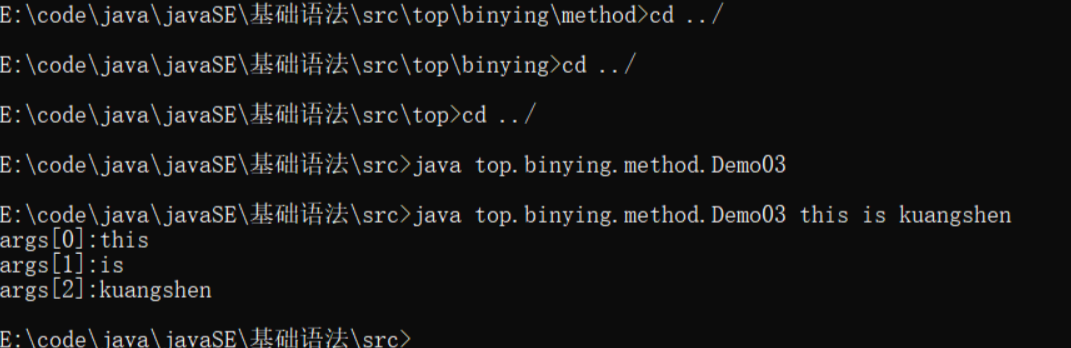 E:\code\java\javaSE\基础语法\src\top\binying\method>cd ../
E:\code\java\javaSE\基础语法\src\top\binying>cd ../
E:\code\java\javaSE\基础语法\src\top>cd ../
E:\code\java\javaSE\基础语法\src>java top.binying.method.Demo03
E:\code\java\javaSE\基础语法\src>java top.binying.method.Demo03 this is kuangshen
args[0]:this
args[1]:is
args[2]:kuangshen
E:\code\java\javaSE\基础语法\src>